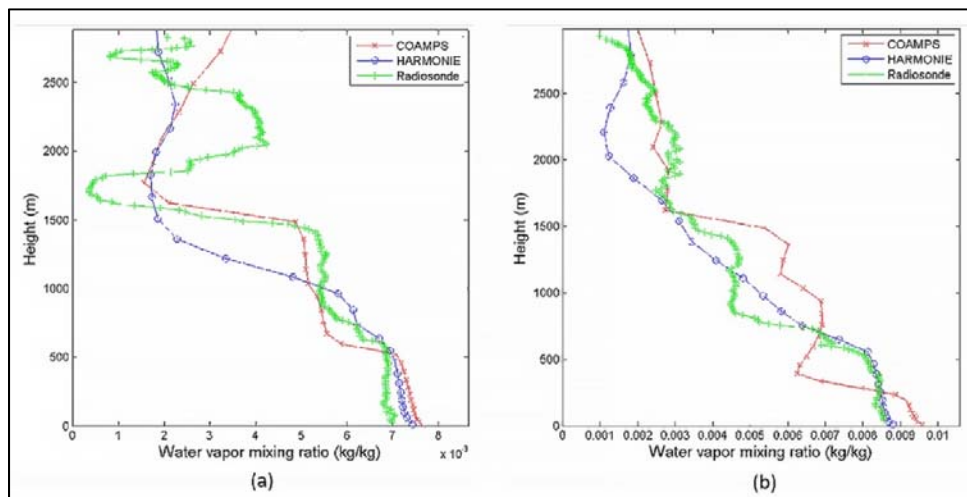 COAMPS
HARMONIE
Radiosonde
Height (m)
2500
2000
1500
1000
500
0
0 1 2 3 4 5 6 7 8
x 10⁻³
Water vapor mixing ratio (kg/kg)
(a)
COAMPS
HARMONIE
Radiosonde
Height (m)
2500
2000
1500
1000
500
0
0 0.001 0.002 0.003 0.004 0.005 0.006 0.007 0.008 0.009 0.01
Water vapor mixing ratio (kg/kg)
(b)